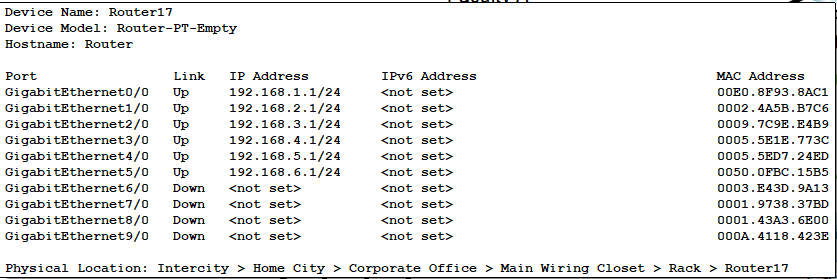 Device Name: Router17
Device Model: Router-PT-Empty
Hostname: Router
Port Link IP Address IPv6 Address MAC Address
GigabitEthernet0/0 Up 192.168.1.1/24 <not set> 00E0.8F93.8AC1
GigabitEthernet1/0 Up 192.168.2.1/24 <not set> 0002.4A5B.B7C6
GigabitEthernet2/0 Up 192.168.3.1/24 <not set> 0009.7C9E.E4B9
GigabitEthernet3/0 Up 192.168.4.1/24 <not set> 0005.5E1E.773C
GigabitEthernet4/0 Up 192.168.5.1/24 <not set> 0005.5ED7.24ED
GigabitEthernet5/0 Up 192.168.6.1/24 <not set> 0050.0FBC.15B5
GigabitEthernet6/0 Down <not set> <not set> 0003.E43D.9A13
GigabitEthernet7/0 Down <not set> <not set> 0001.9738.37BD
GigabitEthernet8/0 Down <not set> <not set> 0001.43A3.6E00
GigabitEthernet9/0 Down <not set> <not set> 000A.4118.423E
Physical Location: Intercity > Home City > Corporate Office > Main Wiring Closet > Rack > Router17